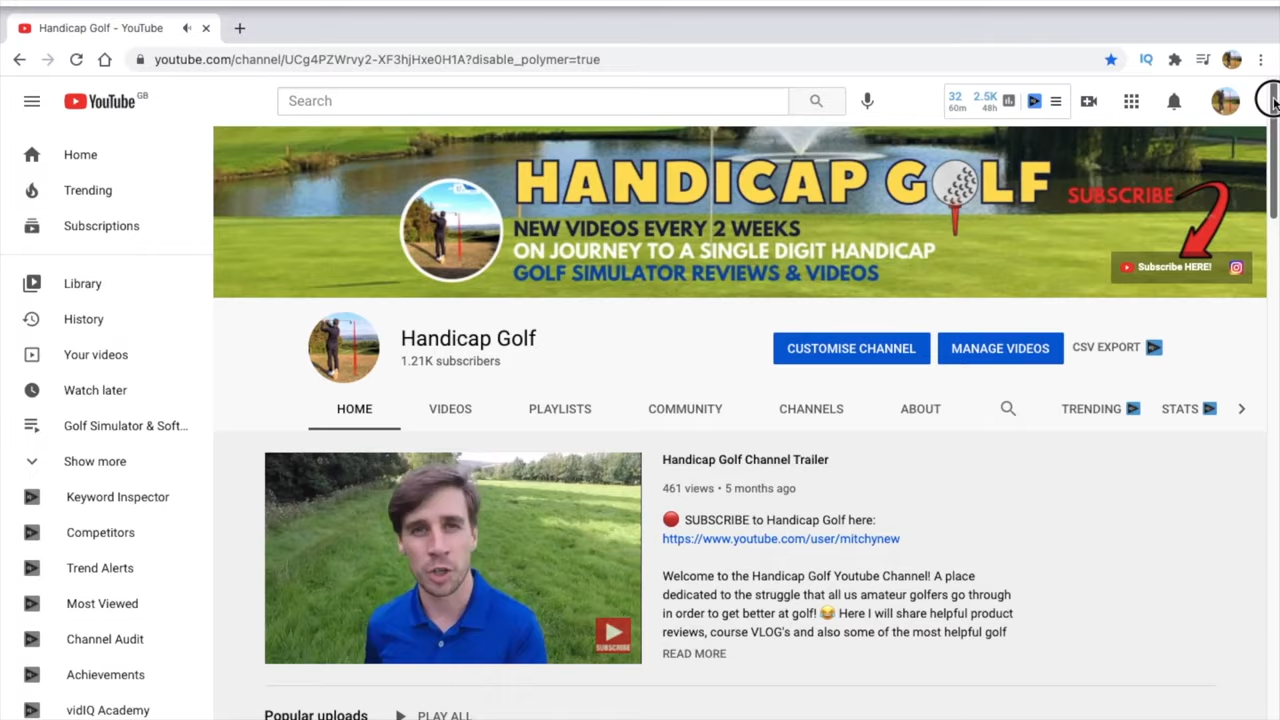 Handicap Golf - YouTube
youtube.com/channel/UCg4PZWrvy2-XF3hjHxe0H1A?disable_polymer=true
IQ
YouTube GB
Search
32 2.5K
60m 48h
Home
Trending
Subscriptions
Library
History
Your videos
Watch later
Golf Simulator & Soft...
Show more
Keyword Inspector
Competitors
Trend Alerts
Most Viewed
Channel Audit
Achievements
vidIQ Academy
HANDICAP GOLF
NEW VIDEOS EVERY 2 WEEKS
ON JOURNEY TO A SINGLE DIGIT HANDICAP
GOLF SIMULATOR REVIEWS & VIDEOS
SUBSCRIBE
Subscribe HERE!
Handicap Golf
1.21K subscribers
CUSTOMISE CHANNEL
MANAGE VIDEOS
CSV EXPORT
HOME
VIDEOS
PLAYLISTS
COMMUNITY
CHANNELS
ABOUT
TRENDING
STATS
SUBSCRIBE
Handicap Golf Channel Trailer
461 views • 5 months ago
SUBSCRIBE to Handicap Golf here:
https://www.youtube.com/user/mitchynew
Welcome to the Handicap Golf Youtube Channel! A place
dedicated to the struggle that all us amateur golfers go through
in order to get better at golf! 😂 Here I will share helpful product
reviews, course VLOG's and also some of the most helpful golf
READ MORE
Popular uploads
PLAY ALL